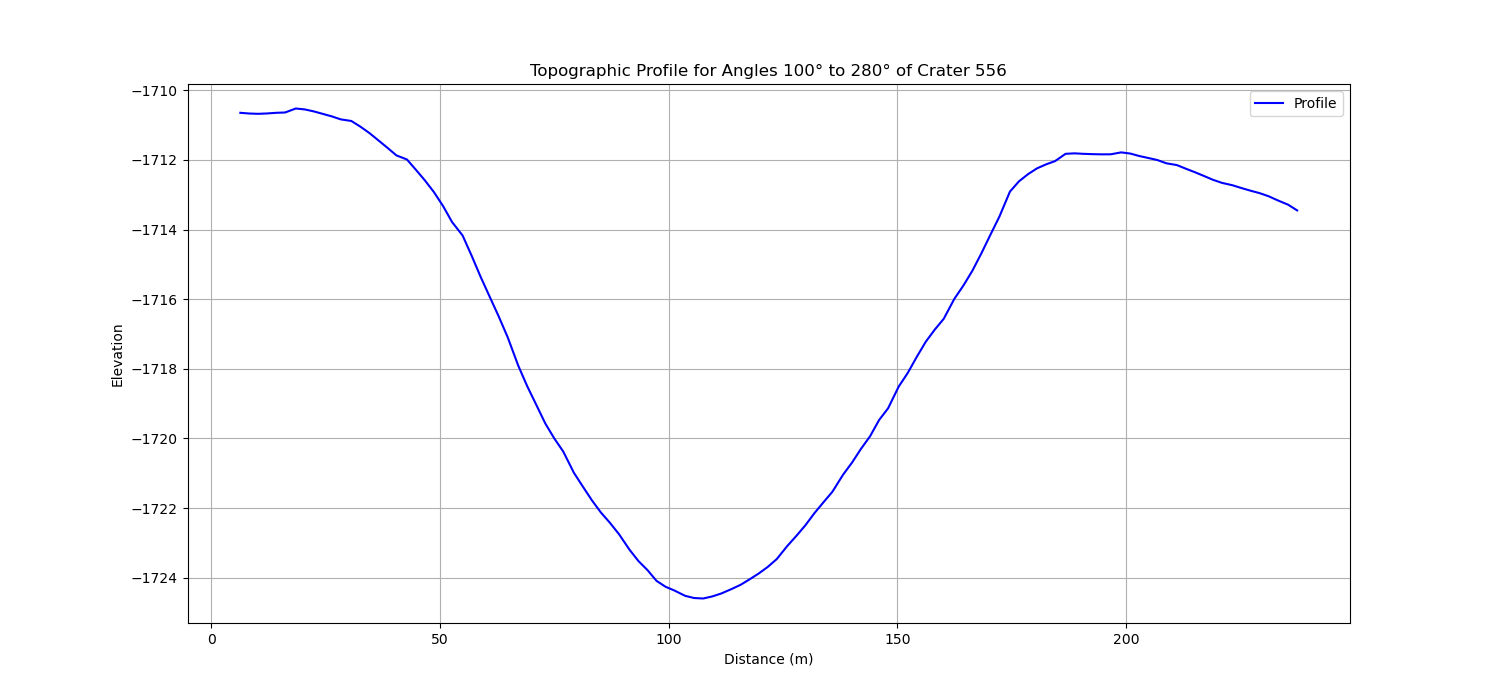 Topographic Profile for Angles 100° to 280° of Crater 556
Profile
Elevation
−1710
−1712
−1714
−1716
−1718
−1720
−1722
−1724
0 50 100 150 200
Distance (m)